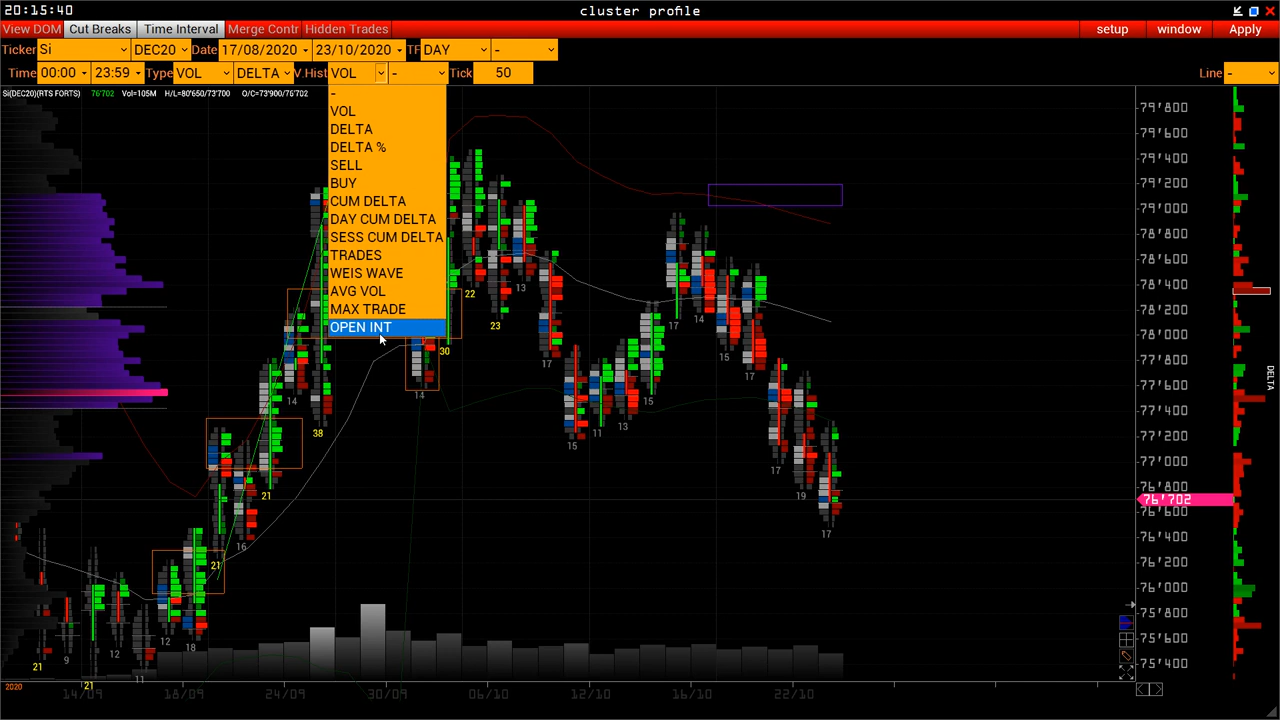 20:15:40 cluster profile
View DOM Cut Breaks Time Interval Merge Contr Hidden Trades setup window Apply
Ticker Si DEC20 Date 17/08/2020 23/10/2020 TF DAY -
Time 00:00 23:59 Type VOL DELTA V.Hist VOL - Tick 50 Line -
Si(DEC20)(RTS FORTS) 76'702 Vol=105M H/L=80'650/73'700 O/C=73'900/76'702
-
VOL
DELTA
DELTA %
SELL
BUY
CUM DELTA
DAY CUM DELTA
SESS CUM DELTA
TRADES
WEIS WAVE
AVG VOL
MAX TRADE
OPEN INT
79'800
79'600
79'400
79'200
79'000
78'800
78'600
78'400
78'200
78'000
77'800
77'600
77'400
77'200
77'000
76'800
76'702
76'600
76'400
76'200
76'000
75'800
75'600
75'400
DELTA
21
9
21
12
11
12
18
21
16
21
14
38
14
30
22
23
13
17
15
11
13
15
17
14
15
17
17
19
17
2020 14/09 18/09 24/09 30/09 06/10 12/10 16/10 22/10